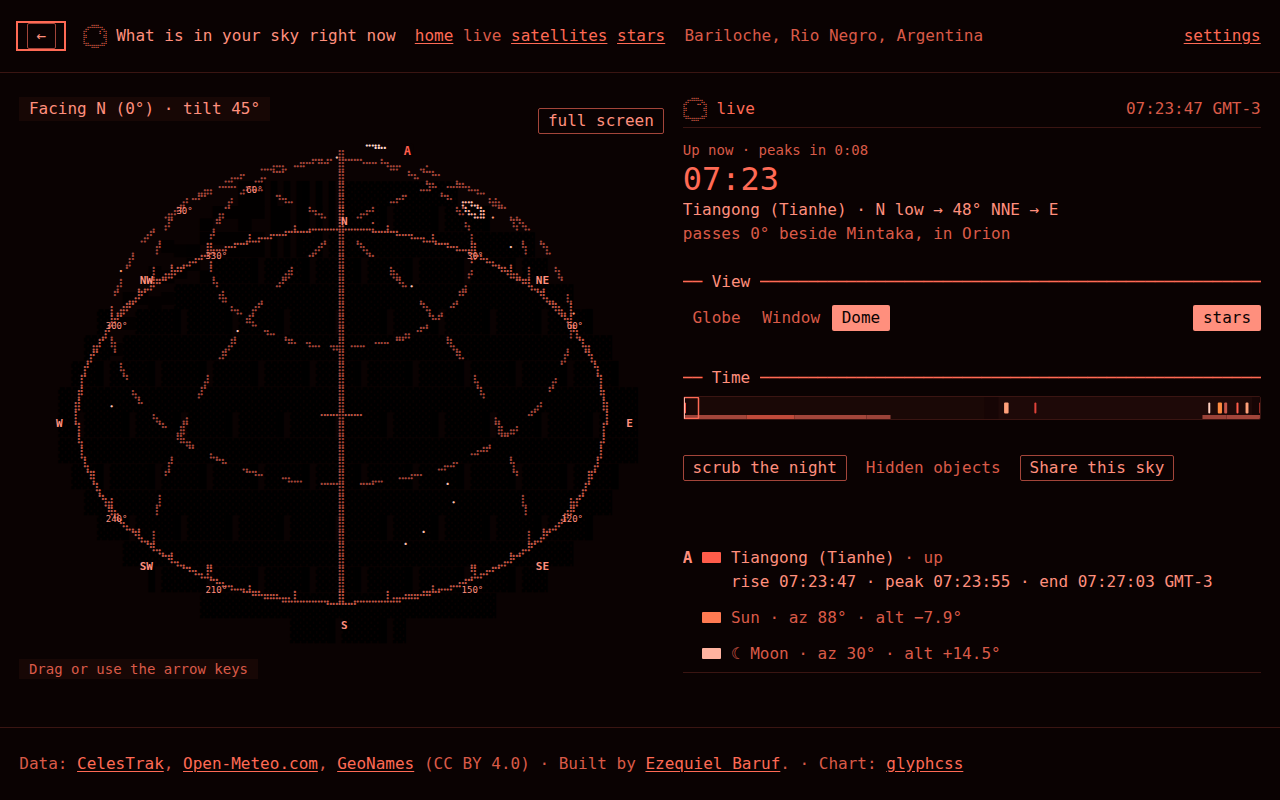 ← What is in your sky right now home live satellites stars Bariloche, Rio Negro, Argentina settings
Facing N (0°) · tilt 45°
full screen
A
60°
30°
N
330°
30°
NW
NE
300°
60°
W
E
240°
120°
SW
SE
210°
150°
S
Drag or use the arrow keys
live 07:23:47 GMT-3
Up now · peaks in 0:08
07:23
Tiangong (Tianhe) · N low → 48° NNE → E
passes 0° beside Mintaka, in Orion
View
Globe Window Dome stars
Time
scrub the night Hidden objects Share this sky
A Tiangong (Tianhe) · up
rise 07:23:47 · peak 07:23:55 · end 07:27:03 GMT-3
Sun · az 88° · alt −7.9°
☾ Moon · az 30° · alt +14.5°
Data: CelesTrak, Open-Meteo.com, GeoNames (CC BY 4.0) · Built by Ezequiel Baruf. · Chart: glyphcss